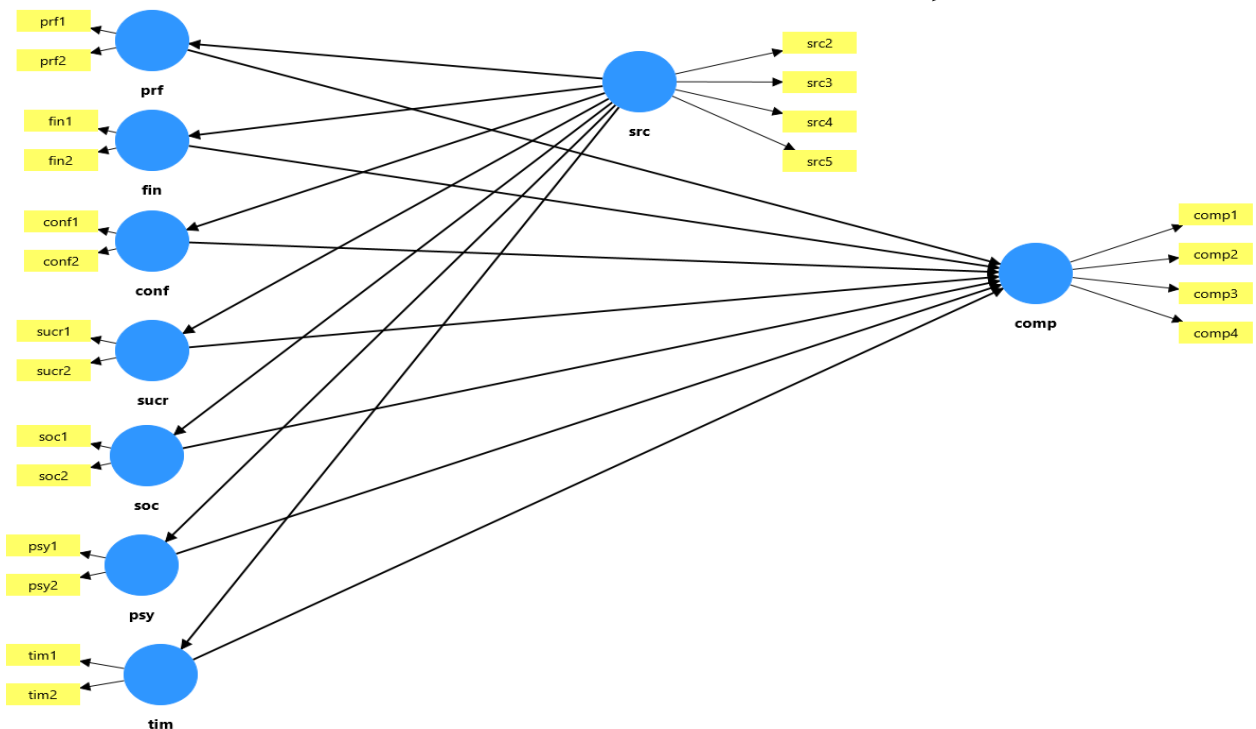 prf1
prf2
prf
fin1
fin2
fin
conf1
conf2
conf
sucr1
sucr2
sucr
soc1
soc2
soc
psy1
psy2
psy
tim1
tim2
tim
src
src2
src3
src4
src5
comp
comp1
comp2
comp3
comp4